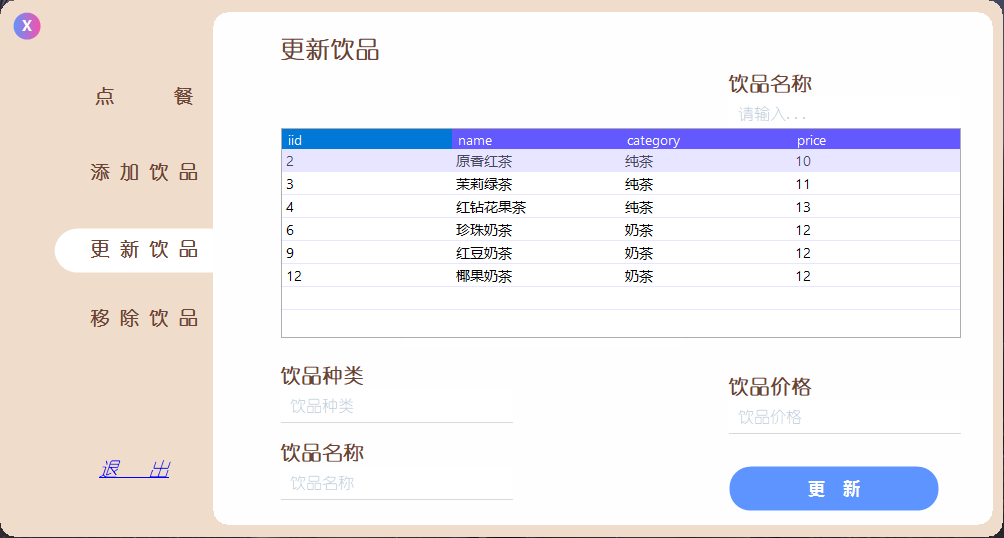 X
点 餐
添 加 饮 品
更 新 饮 品
移 除 饮 品
退 出
更新饮品
饮品名称
请输入...
iid name category price
2 原香红茶 纯茶 10
3 茉莉绿茶 纯茶 11
4 红钻花果茶 纯茶 13
6 珍珠奶茶 奶茶 12
9 红豆奶茶 奶茶 12
12 椰果奶茶 奶茶 12
饮品种类
饮品种类
饮品名称
饮品名称
饮品价格
饮品价格
更 新